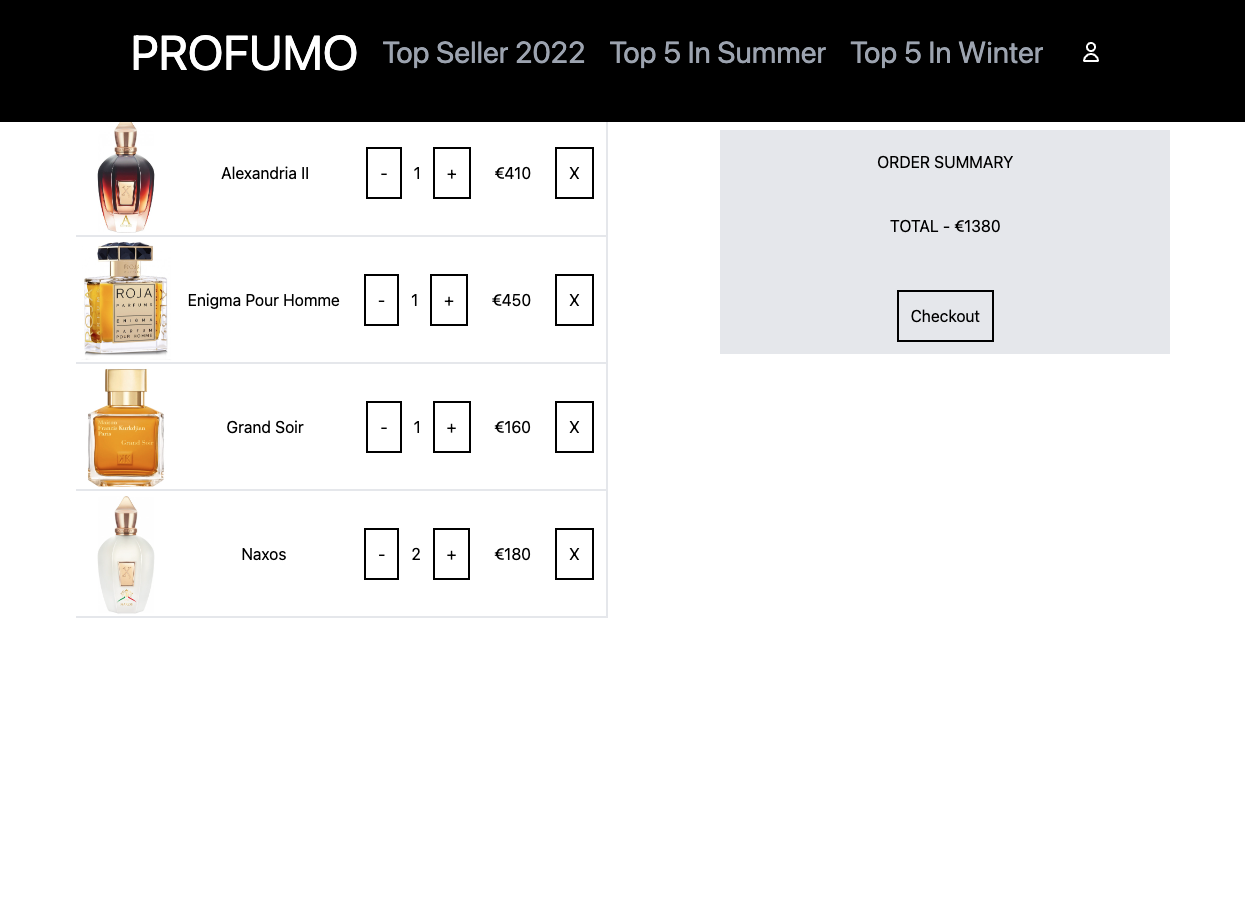 PROFUMO Top Seller 2022 Top 5 In Summer Top 5 In Winter
Alexandria II - 1 + €410 X
ROJA
PARFUMS
ENIGMA
PARFUM
POUR HOMME
Enigma Pour Homme - 1 + €450 X
Maison
Francis Kurkdjian
Paris
Grand Soir
Grand Soir - 1 + €160 X
Naxos - 2 + €180 X
ORDER SUMMARY
TOTAL - €1380
Checkout